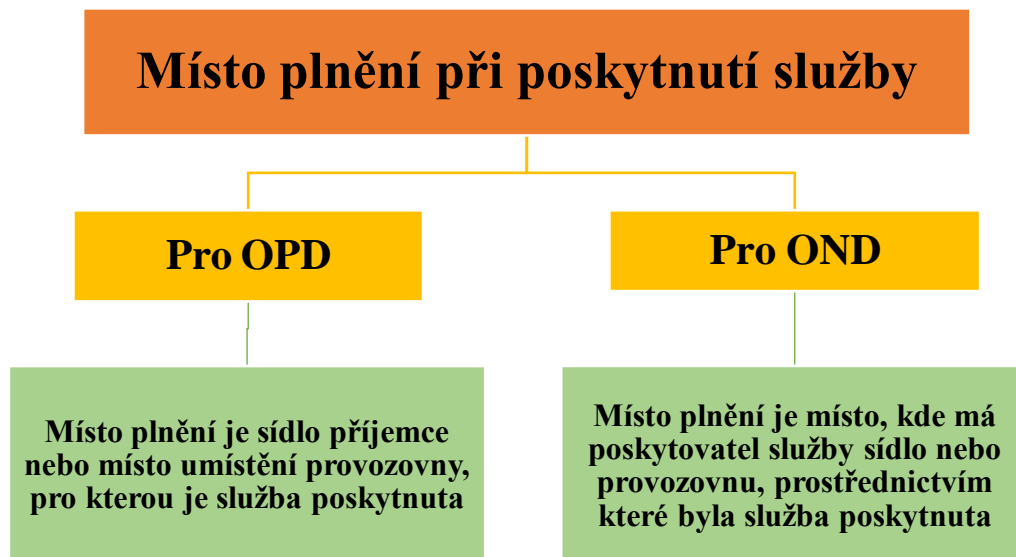 Místo plnění při poskytnutí služby
Pro OPD
Pro OND
Místo plnění je sídlo příjemce
nebo místo umístění provozovny,
pro kterou je služba poskytnuta
Místo plnění je místo, kde má
poskytovatel služby sídlo nebo
provozovnu, prostřednictvím
které byla služba poskytnuta